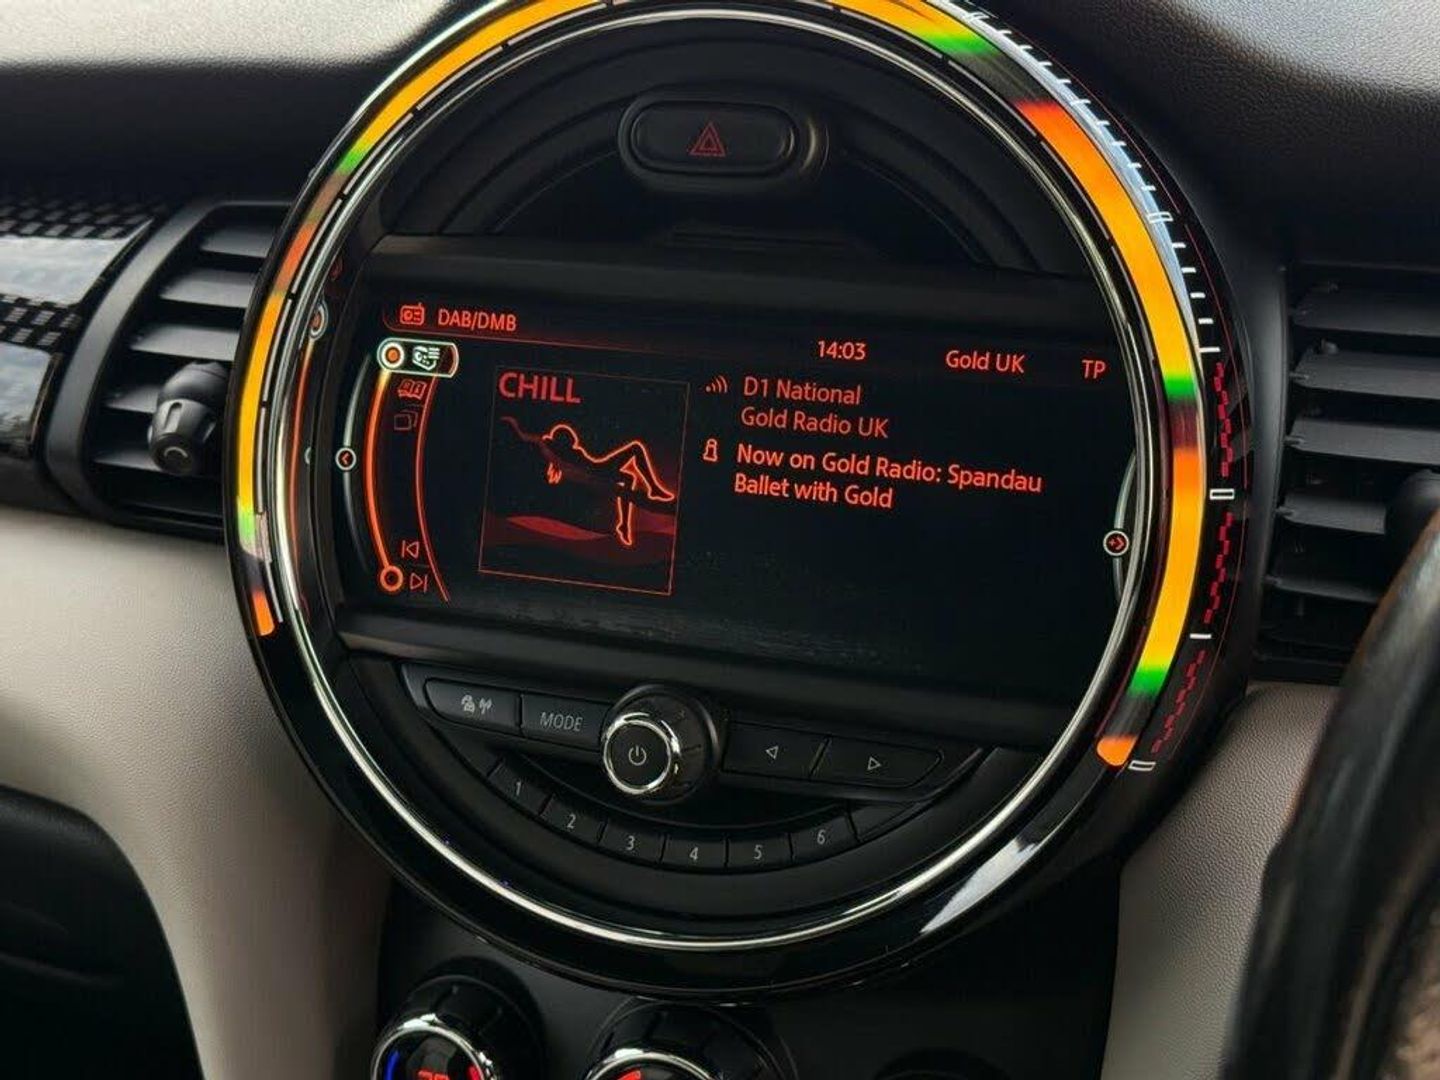 DAB/DMB
14:03
Gold UK
TP
CHILL
D1 National
Gold Radio UK
Now on Gold Radio: Spandau
Ballet with Gold
MODE
1
2
3
4
5
6